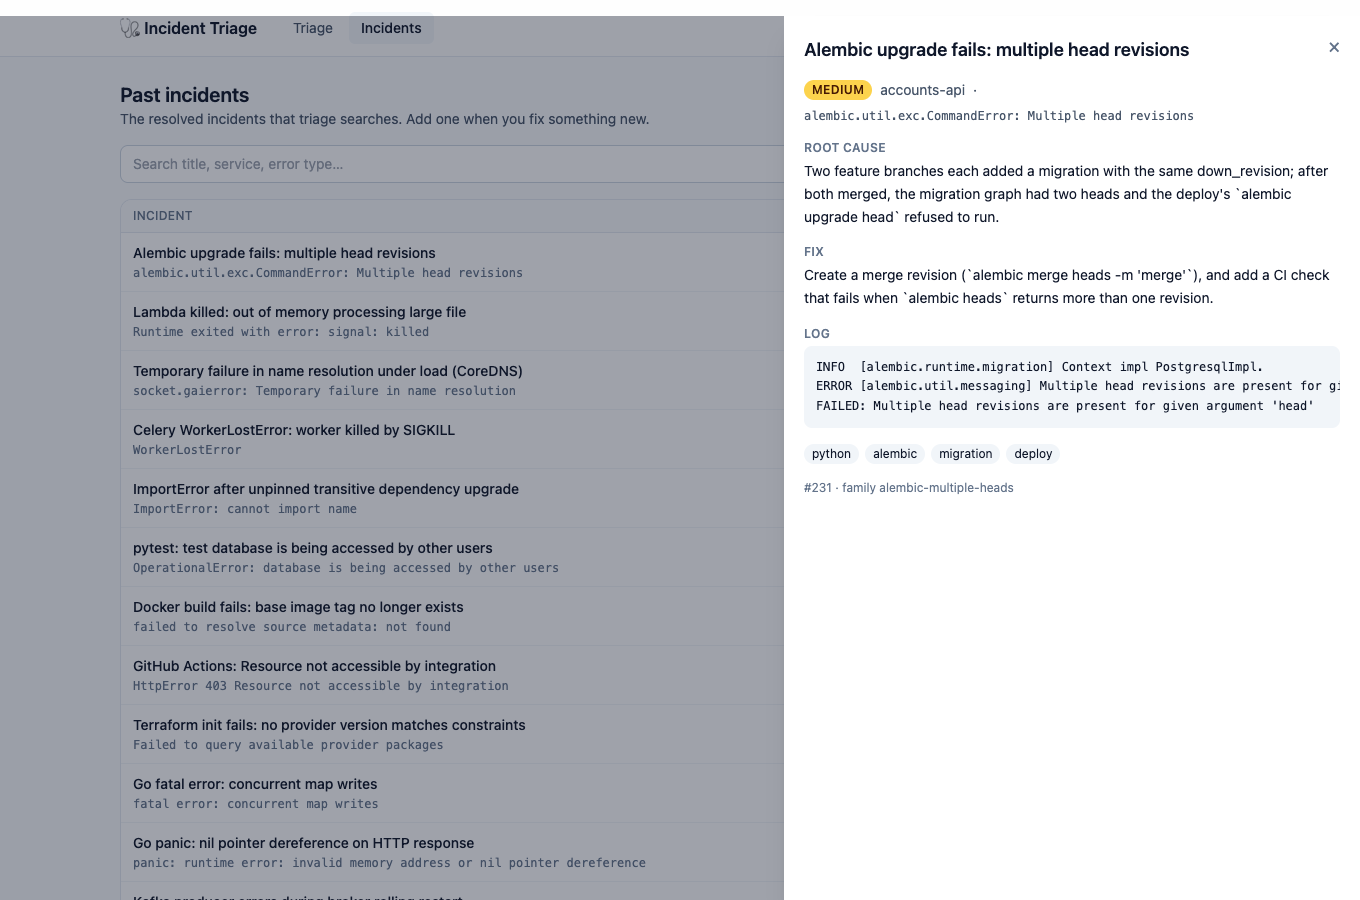 Incident Triage
Triage
Incidents
Past incidents
The resolved incidents that triage searches. Add one when you fix something new.
Search title, service, error type...
INCIDENT
Alembic upgrade fails: multiple head revisions
alembic.util.exc.CommandError: Multiple head revisions
Lambda killed: out of memory processing large file
Runtime exited with error: signal: killed
Temporary failure in name resolution under load (CoreDNS)
socket.gaierror: Temporary failure in name resolution
Celery WorkerLostError: worker killed by SIGKILL
WorkerLostError
ImportError after unpinned transitive dependency upgrade
ImportError: cannot import name
pytest: test database is being accessed by other users
OperationalError: database is being accessed by other users
Docker build fails: base image tag no longer exists
failed to resolve source metadata: not found
GitHub Actions: Resource not accessible by integration
HttpError 403 Resource not accessible by integration
Terraform init fails: no provider version matches constraints
Failed to query available provider packages
Go fatal error: concurrent map writes
fatal error: concurrent map writes
Go panic: nil pointer dereference on HTTP response
panic: runtime error: invalid memory address or nil pointer dereference
Kafka producer errors during broker rolling restart
Alembic upgrade fails: multiple head revisions
MEDIUM accounts-api ·
alembic.util.exc.CommandError: Multiple head revisions
ROOT CAUSE
Two feature branches each added a migration with the same down_revision; after
both merged, the migration graph had two heads and the deploy's `alembic
upgrade head` refused to run.
FIX
Create a merge revision (`alembic merge heads -m 'merge'`), and add a CI check
that fails when `alembic heads` returns more than one revision.
LOG
INFO  [alembic.runtime.migration] Context impl PostgresqlImpl.
ERROR [alembic.util.messaging] Multiple head revisions are present for gi
FAILED: Multiple head revisions are present for given argument 'head'
python alembic migration deploy
#231 · family alembic-multiple-heads